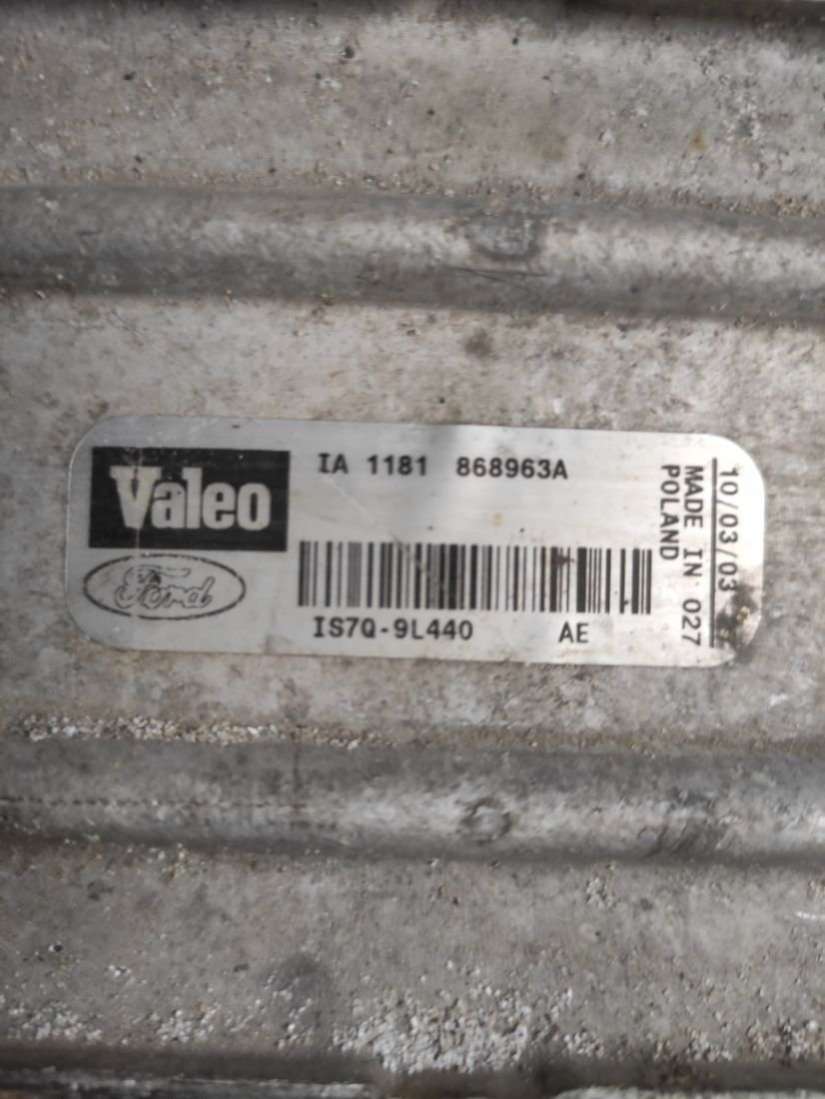 Valeo
Ford
IA 1181 868963A
IS7Q-9L440 AE
10/03/03
MADE IN 027
POLAND